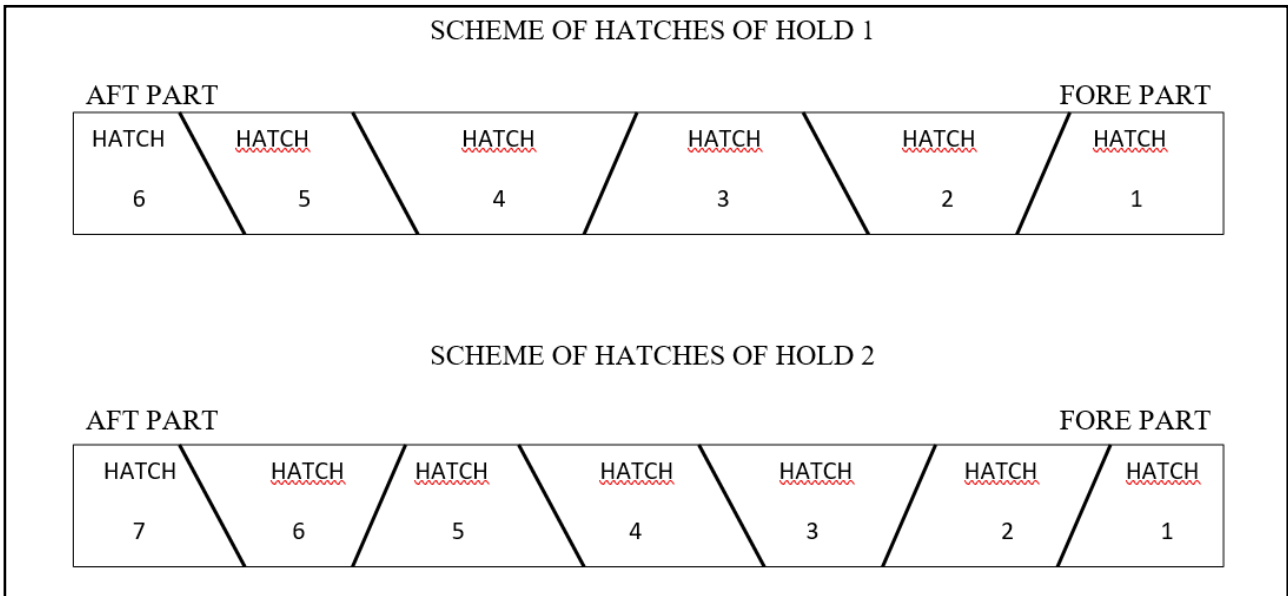 SCHEME OF HATCHES OF HOLD 1
AFT PART FORE PART
HATCH HATCH HATCH HATCH HATCH HATCH
6 5 4 3 2 1
SCHEME OF HATCHES OF HOLD 2
AFT PART FORE PART
HATCH HATCH HATCH HATCH HATCH HATCH HATCH
7 6 5 4 3 2 1